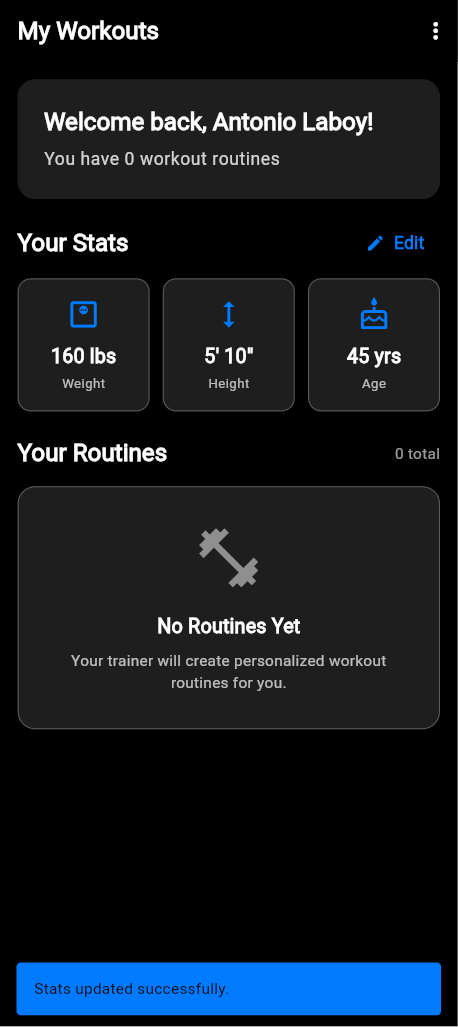 My Workouts
Welcome back, Antonio Laboy!
You have 0 workout routines
Your Stats
Edit
160 lbs
Weight
5' 10"
Height
45 yrs
Age
Your Routines
0 total
No Routines Yet
Your trainer will create personalized workout
routines for you.
Stats updated successfully.